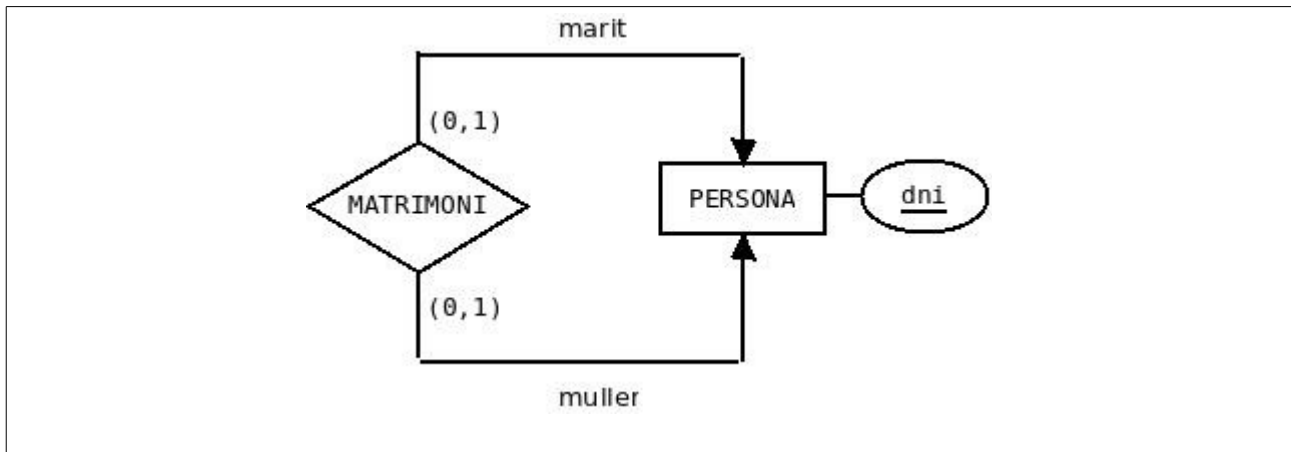 marit
(0,1)
MATRIMONI
PERSONA
dni
(0,1)
muller